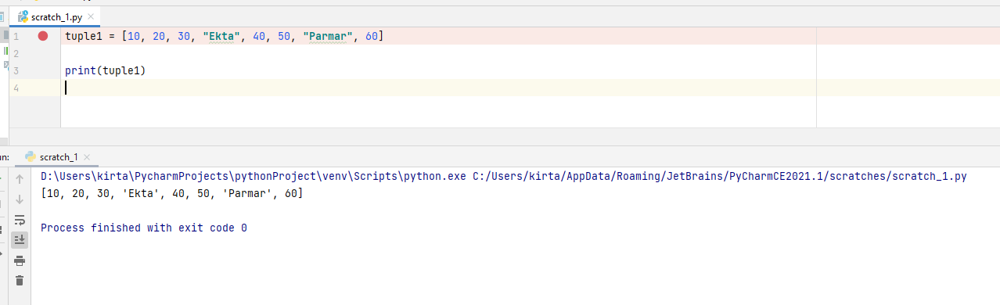 scratch_1.py
1 tuple1 = [10, 20, 30, "Ekta", 40, 50, "Parmar", 60]
2
3 print(tuple1)
4
un: scratch_1
D:\Users\kirta\PycharmProjects\pythonProject\venv\Scripts\python.exe C:/Users/kirta/AppData/Roaming/JetBrains/PyCharmCE2021.1/scratches/scratch_1.py
[10, 20, 30, 'Ekta', 40, 50, 'Parmar', 60]
Process finished with exit code 0